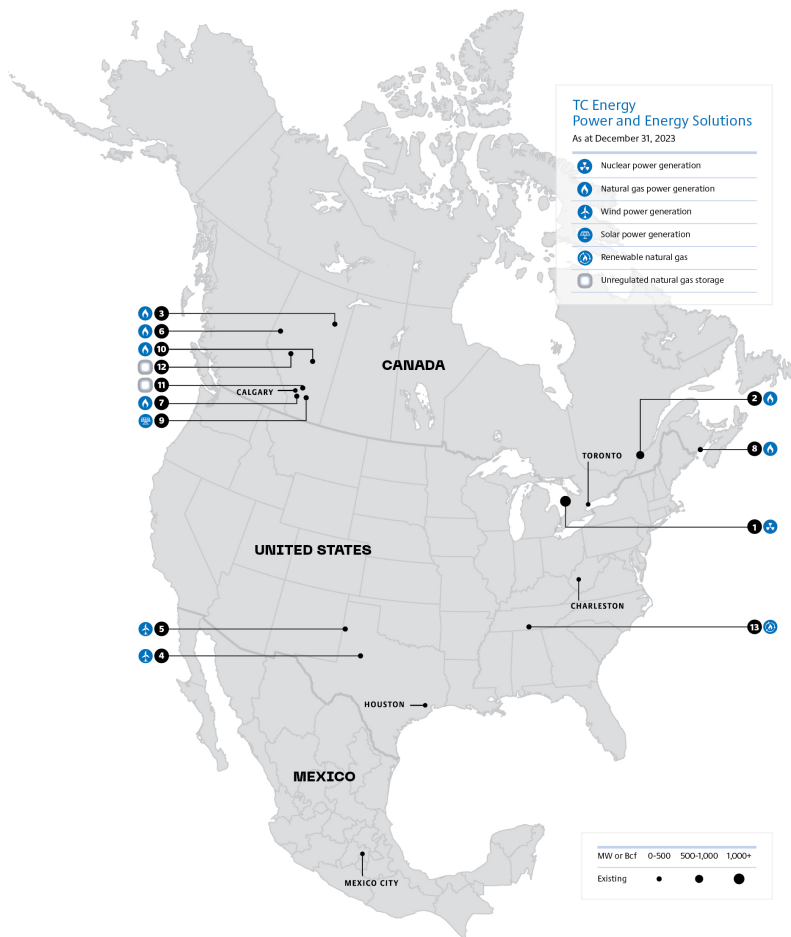 TC Energy
Power and Energy Solutions
As at December 31, 2023
Nuclear power generation
Natural gas power generation
Wind power generation
Solar power generation
Renewable natural gas
Unregulated natural gas storage
3
6
10
12
11
CALGARY
7
9
CANADA
2
TORONTO
8
1
UNITED STATES
CHARLESTON
5
13
4
HOUSTON
MEXICO
MEXICO CITY
MW or Bcf 0-500 500-1,000 1,000+
Existing